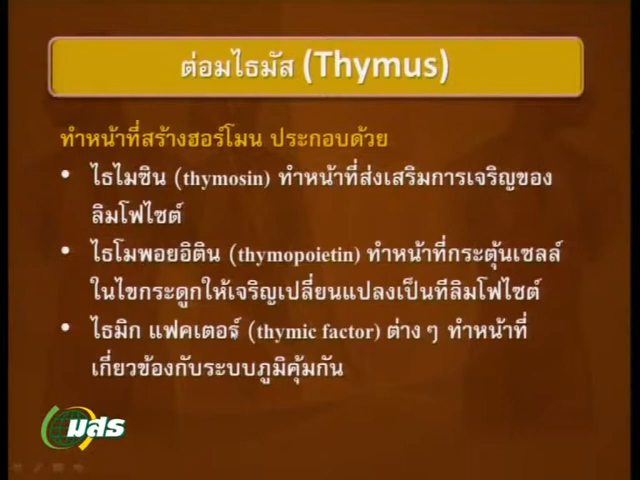 ต่อมไธมัส (Thymus)
ทำหน้าที่สร้างฮอร์โมน ประกอบด้วย
• ไธไมซิน (thymosin) ทำหน้าที่ส่งเสริมการเจริญของ
ลิมโฟไซต์
• ไธโมพอยอิติน (thymopoietin) ทำหน้าที่กระตุ้นเซลล์
ในไขกระดูกให้เจริญเปลี่ยนแปลงเป็นทีลิมโฟไซต์
• ไธมิก แฟคเตอร์ (thymic factor) ต่าง ๆ ทำหน้าที่
เกี่ยวข้องกับระบบภูมิคุ้มกัน
มสธ